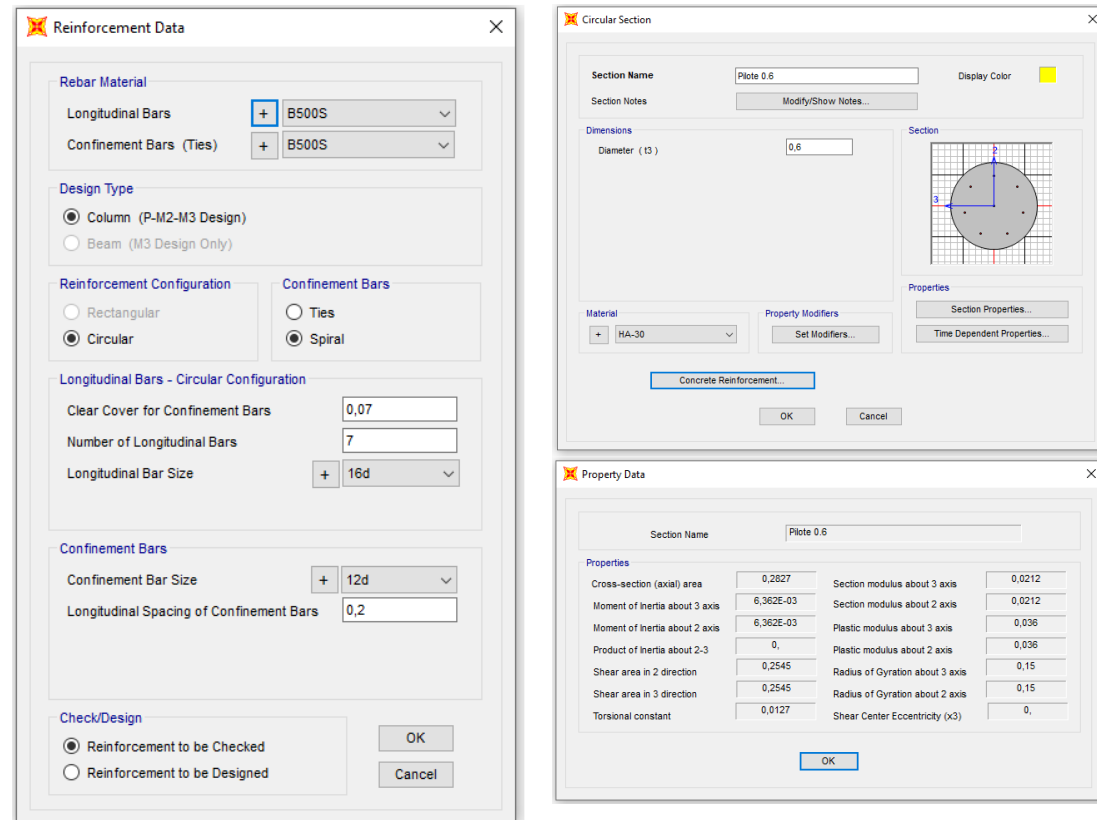 Reinforcement Data
Rebar Material
Longitudinal Bars + B500S
Confinement Bars (Ties) + B500S
Design Type
Column (P-M2-M3 Design)
Beam (M3 Design Only)
Reinforcement Configuration
Rectangular
Circular
Confinement Bars
Ties
Spiral
Longitudinal Bars - Circular Configuration
Clear Cover for Confinement Bars 0,07
Number of Longitudinal Bars 7
Longitudinal Bar Size + 16d
Confinement Bars
Confinement Bar Size + 12d
Longitudinal Spacing of Confinement Bars 0,2
Check/Design
Reinforcement to be Checked
Reinforcement to be Designed
OK
Cancel
Circular Section
Section Name Pilote 0.6 Display Color
Section Notes Modify/Show Notes...
Dimensions
Diameter ( t3 ) 0,6
Section
2
3
Properties
Section Properties...
Time Dependent Properties...
Material
+ HA-30
Property Modifiers
Set Modifiers...
Concrete Reinforcement...
OK Cancel
Property Data
Section Name Pilote 0.6
Properties
Cross-section (axial) area 0,2827 Section modulus about 3 axis 0,0212
Moment of Inertia about 3 axis 6,362E-03 Section modulus about 2 axis 0,0212
Moment of Inertia about 2 axis 6,362E-03 Plastic modulus about 3 axis 0,036
Product of Inertia about 2-3 0, Plastic modulus about 2 axis 0,036
Shear area in 2 direction 0,2545 Radius of Gyration about 3 axis 0,15
Shear area in 3 direction 0,2545 Radius of Gyration about 2 axis 0,15
Torsional constant 0,0127 Shear Center Eccentricity (x3) 0,
OK